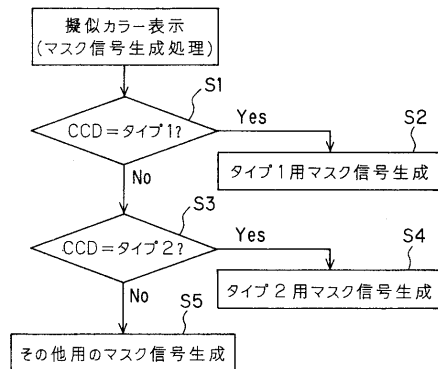 擬似カラー表示
(マスク信号生成処理)
S1
CCD=タイプ1?
Yes
S2
タイプ1用マスク信号生成
No
S3
CCD=タイプ2?
Yes
S4
タイプ2用マスク信号生成
No
S5
その他用のマスク信号生成